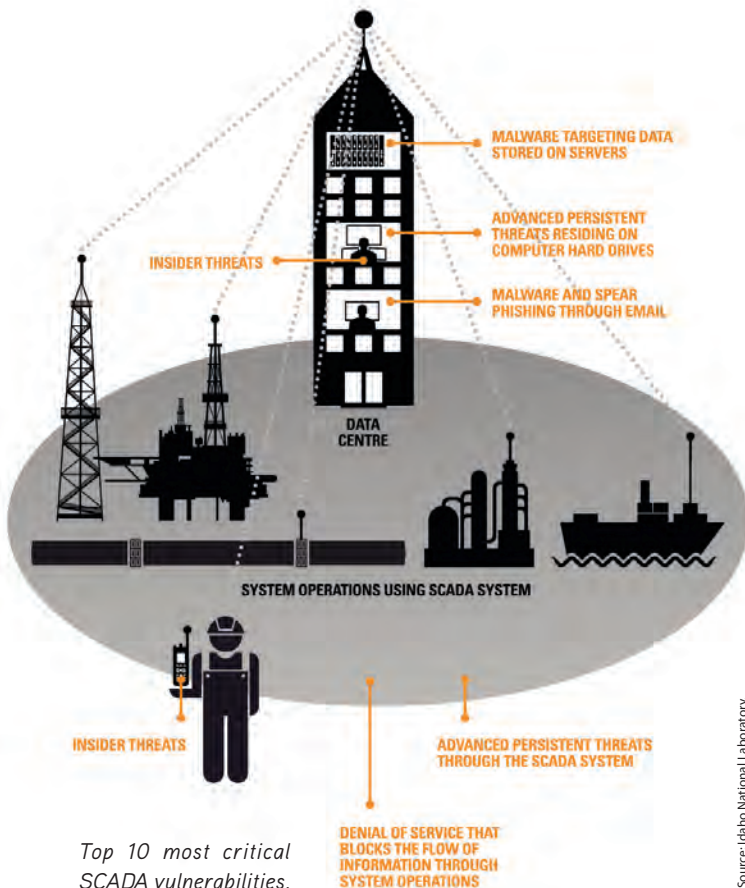 MALWARE TARGETING DATA
STORED ON SERVERS
ADVANCED PERSISTENT
THREATS RESIDING ON
COMPUTER HARD DRIVES
INSIDER THREATS
MALWARE AND SPEAR
PHISHING THROUGH EMAIL
DATA
CENTRE
SYSTEM OPERATIONS USING SCADA SYSTEM
INSIDER THREATS
ADVANCED PERSISTENT THREATS
THROUGH THE SCADA SYSTEM
DENIAL OF SERVICE THAT
BLOCKS THE FLOW OF
INFORMATION THROUGH
SYSTEM OPERATIONS
Top 10 most critical
SCADA vulnerabilities.
Source: Idaho National Laboratory